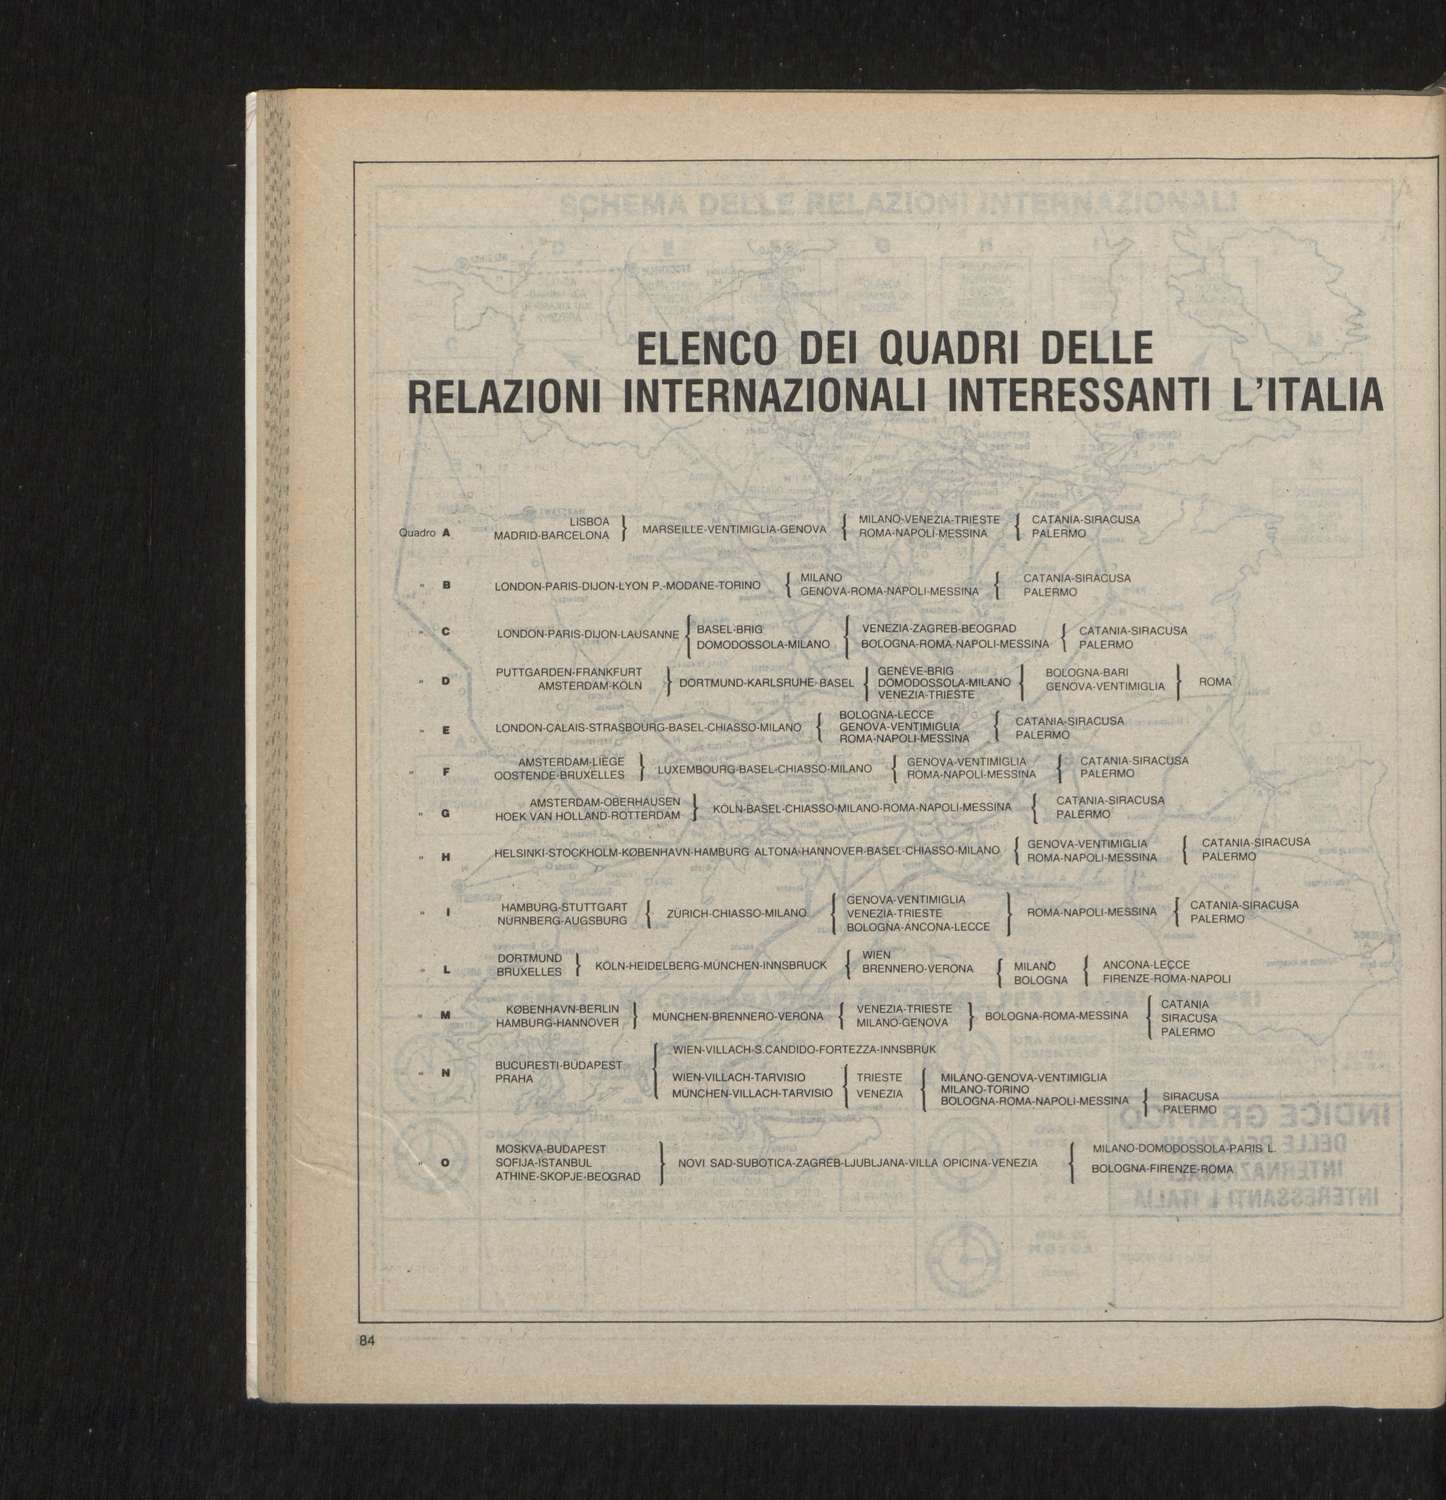 ELENCO DEI QUADRI DELLE
RELAZIONI INTERNAZIONALI INTERESSANTI L'ITALIA
Quadro A LISBOA
MADRID-BARCELONA } MARSEILLE-VENTIMIGLIA-GENOVA { MILANO-VENEZIA-TRIESTE
ROMA-NAPOLI-MESSINA { CATANIA-SIRACUSA
PALERMO
" B LONDON-PARIS-DIJON-LYON P.-MODANE-TORINO { MILANO
GENOVA-ROMA-NAPOLI-MESSINA { CATANIA-SIRACUSA
PALERMO
" C LONDON-PARIS-DIJON-LAUSANNE { BASEL-BRIG
DOMODOSSOLA-MILANO { VENEZIA-ZAGREB-BEOGRAD
BOLOGNA-ROMA-NAPOLI-MESSINA { CATANIA-SIRACUSA
PALERMO
" D PUTTGARDEN-FRANKFURT
AMSTERDAM-KÖLN } DORTMUND-KARLSRUHE-BASEL { GENEVE-BRIG
DOMODOSSOLA-MILANO
VENEZIA-TRIESTE { BOLOGNA-BARI
GENOVA-VENTIMIGLIA } ROMA
" E LONDON-CALAIS-STRASBOURG-BASEL-CHIASSO-MILANO { BOLOGNA-LECCE
GENOVA-VENTIMIGLIA
ROMA-NAPOLI-MESSINA { CATANIA-SIRACUSA
PALERMO
" F AMSTERDAM-LIÈGE
OOSTENDE-BRUXELLES } LUXEMBOURG-BASEL-CHIASSO-MILANO { GENOVA-VENTIMIGLIA
ROMA-NAPOLI-MESSINA { CATANIA-SIRACUSA
PALERMO
" G AMSTERDAM-OBERHAUSEN
HOEK VAN HOLLAND-ROTTERDAM } KÖLN-BASEL-CHIASSO-MILANO-ROMA-NAPOLI-MESSINA { CATANIA-SIRACUSA
PALERMO
" H HELSINKI-STOCKHOLM-KØBENHAVN-HAMBURG ALTONA-HANNOVER-BASEL-CHIASSO-MILANO { GENOVA-VENTIMIGLIA
ROMA-NAPOLI-MESSINA { CATANIA-SIRACUSA
PALERMO
" I HAMBURG-STUTTGART
NURNBERG-AUGSBURG { ZÜRICH-CHIASSO-MILANO { GENOVA-VENTIMIGLIA
VENEZIA-TRIESTE
BOLOGNA-ANCONA-LECCE } ROMA-NAPOLI-MESSINA { CATANIA-SIRACUSA
PALERMO
" L DORTMUND
BRUXELLES } KÖLN-HEIDELBERG-MÜNCHEN-INNSBRUCK { WIEN
BRENNERO-VERONA { MILANO
BOLOGNA { ANCONA-LECCE
FIRENZE-ROMA-NAPOLI
" M KØBENHAVN-BERLIN
HAMBURG-HANNOVER } MÜNCHEN-BRENNERO-VERONA { VENEZIA-TRIESTE
MILANO-GENOVA } BOLOGNA-ROMA-MESSINA { CATANIA
SIRACUSA
PALERMO
" N BUCURESTI-BUDAPEST
PRAHA { WIEN-VILLACH-S.CANDIDO-FORTEZZA-INNSBRUK
WIEN-VILLACH-TARVISIO
MÜNCHEN-VILLACH-TARVISIO { TRIESTE
VENEZIA { MILANO-GENOVA-VENTIMIGLIA
MILANO-TORINO
BOLOGNA-ROMA-NAPOLI-MESSINA { SIRACUSA
PALERMO
" O MOSKVA-BUDAPEST
SOFIJA-ISTANBUL
ATHINE-SKOPJE-BEOGRAD } NOVI SAD-SUBOTICA-ZAGREB-LJUBLJANA-VILLA OPICINA-VENEZIA { MILANO-DOMODOSSOLA-PARIS L.
BOLOGNA-FIRENZE-ROMA
84